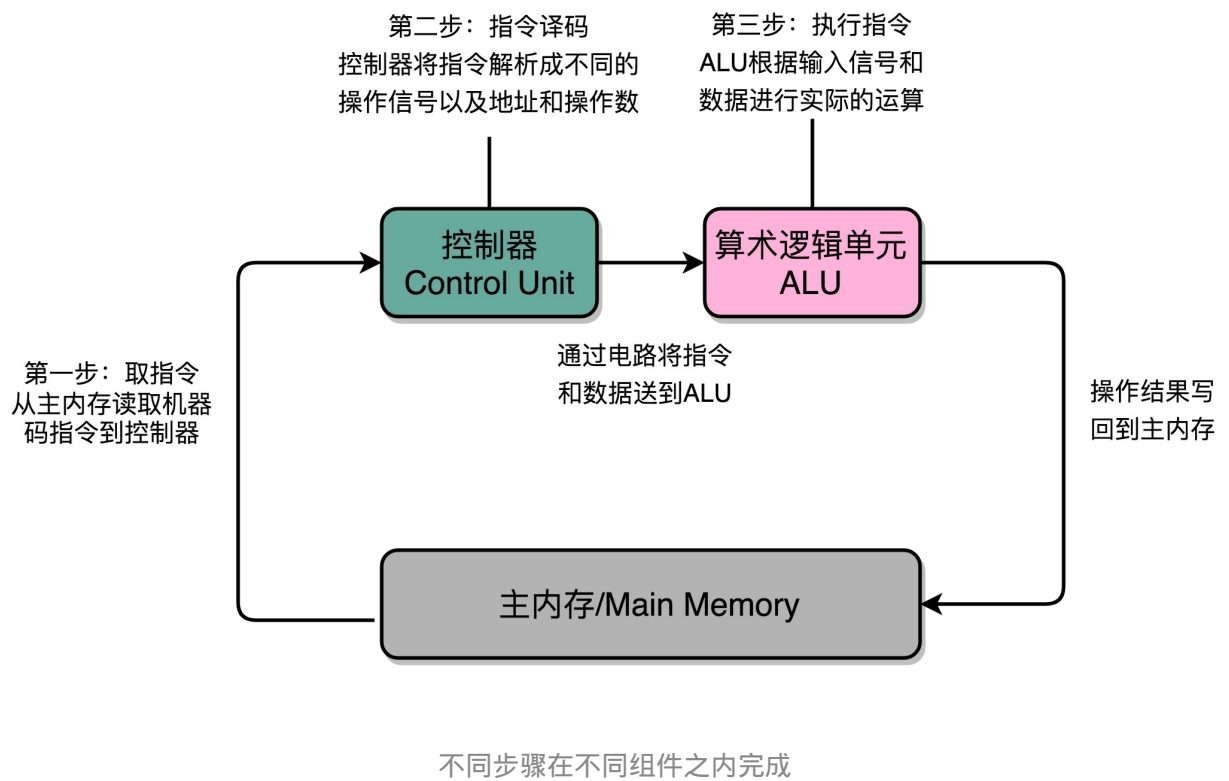 第二步：指令译码
控制器将指令解析成不同的
操作信号以及地址和操作数
第三步：执行指令
ALU根据输入信号和
数据进行实际的运算
控制器
Control Unit
算术逻辑单元
ALU
通过电路将指令
和数据送到ALU
第一步：取指令
从主内存读取机器
码指令到控制器
操作结果写
回到主内存
主内存/Main Memory
不同步骤在不同组件之内完成